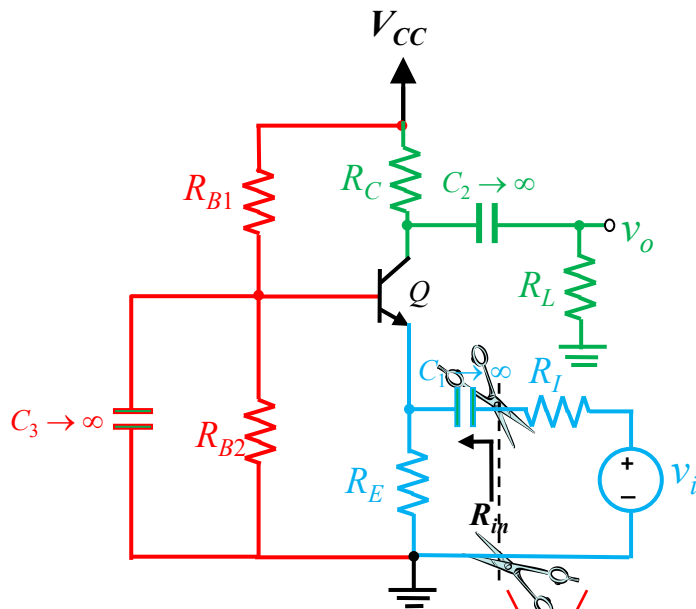 V_CC
R_B1
R_C
C_2 → ∞
v_o
Q
R_L
C_1 → ∞
R_I
C_3 → ∞
R_B2
R_E
R_in
+
−
v_i